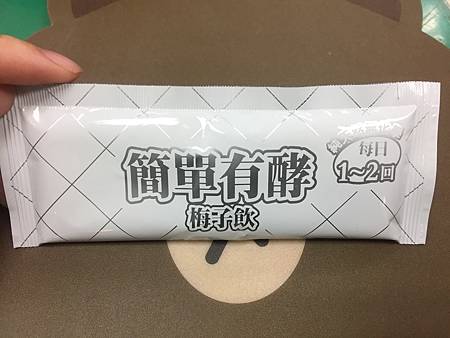 簡單有酵
梅子飲
每日
1～2回